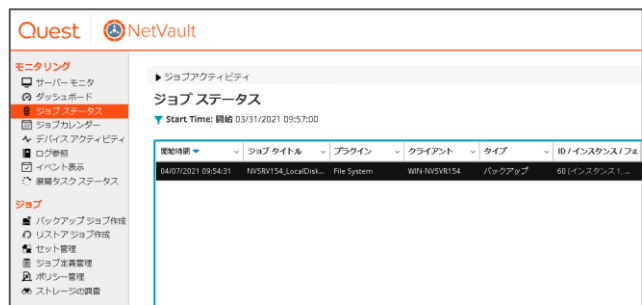 Quest NetVault
モニタリング
サーバーモニタ
ダッシュボード
ジョブ ステータス
ジョブカレンダー
デバイス アクティビティ
ログ参照
イベント表示
展開タスク ステータス
ジョブ
バックアップ ジョブ作成
リストア ジョブ作成
セット管理
ジョブ定義管理
ポリシー管理
ストレージの調査
ジョブアクティビティ
ジョブ ステータス
Start Time: 開始 03/31/2021 09:57:00
開始時間 ジョブ タイトル プラグイン クライアント タイプ ID / インスタンス / フェ
04/07/2021 09:54:31 NVSRV154_LocalDisk... File System WIN-NVSVR154 バックアップ 60 (インスタンス 1, ...